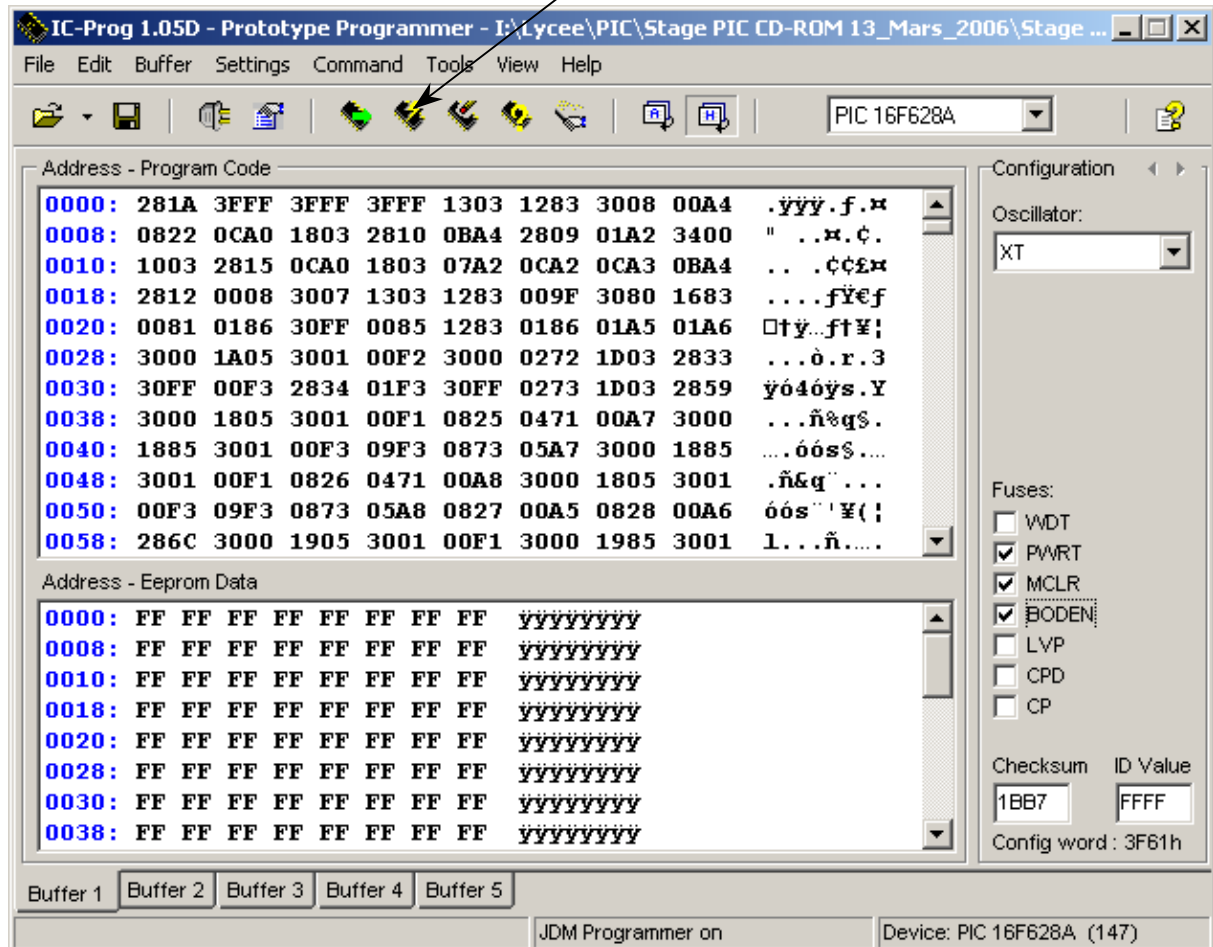 IC-Prog 1.05D - Prototype Programmer - I:\Lycee\PIC\Stage PIC CD-ROM 13_Mars_2006\Stage ...
File Edit Buffer Settings Command Tools View Help
PIC 16F628A
Address - Program Code
0000: 281A 3FFF 3FFF 3FFF 1303 1283 3008 00A4 .ÿÿÿ.ƒ.¤
0008: 0822 0CA0 1803 2810 0BA4 2809 01A2 3400 " ..¤.¢.
0010: 1003 2815 0CA0 1803 07A2 0CA2 0CA3 0BA4 .. .¢¢£¤
0018: 2812 0008 3007 1303 1283 009F 3080 1683 ....ƒŸ€ƒ
0020: 0081 0186 30FF 0085 1283 0186 01A5 01A6 □†ÿ…ƒ†¥¦
0028: 3000 1A05 3001 00F2 3000 0272 1D03 2833 ...ò.r.3
0030: 30FF 00F3 2834 01F3 30FF 0273 1D03 2859 ÿó4óÿs.Y
0038: 3000 1805 3001 00F1 0825 0471 00A7 3000 ...ñ%q§.
0040: 1885 3001 00F3 09F3 0873 05A7 3000 1885 ….óós§.…
0048: 3001 00F1 0826 0471 00A8 3000 1805 3001 .ñ&q¨...
0050: 00F3 09F3 0873 05A8 0827 00A5 0828 00A6 óós¨'¥(¦
0058: 286C 3000 1905 3001 00F1 3000 1985 3001 l...ñ.….
Address - Eeprom Data
0000: FF FF FF FF FF FF FF FF ÿÿÿÿÿÿÿÿ
0008: FF FF FF FF FF FF FF FF ÿÿÿÿÿÿÿÿ
0010: FF FF FF FF FF FF FF FF ÿÿÿÿÿÿÿÿ
0018: FF FF FF FF FF FF FF FF ÿÿÿÿÿÿÿÿ
0020: FF FF FF FF FF FF FF FF ÿÿÿÿÿÿÿÿ
0028: FF FF FF FF FF FF FF FF ÿÿÿÿÿÿÿÿ
0030: FF FF FF FF FF FF FF FF ÿÿÿÿÿÿÿÿ
0038: FF FF FF FF FF FF FF FF ÿÿÿÿÿÿÿÿ
Configuration
Oscillator:
XT
Fuses:
WDT
PWRT
MCLR
BODEN
LVP
CPD
CP
Checksum ID Value
1BB7 FFFF
Config word : 3F61h
Buffer 1 Buffer 2 Buffer 3 Buffer 4 Buffer 5
JDM Programmer on Device: PIC 16F628A (147)